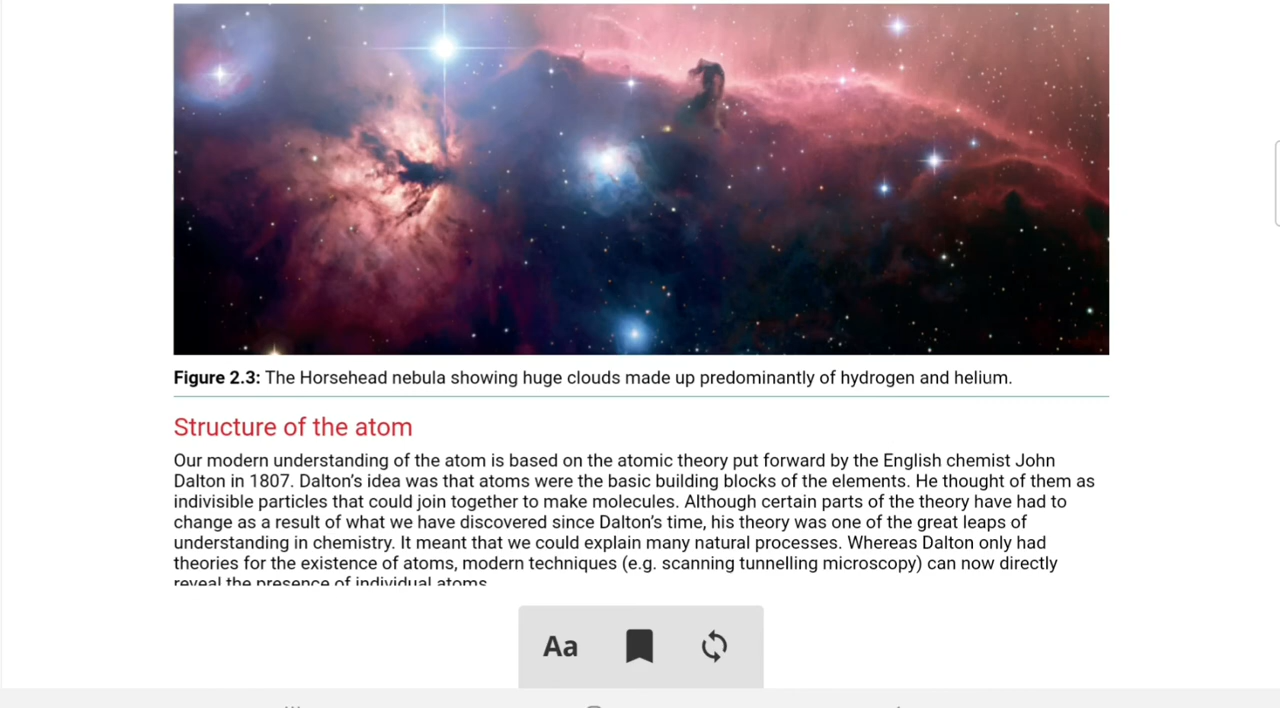 Figure 2.3: The Horsehead nebula showing huge clouds made up predominantly of hydrogen and helium.
Structure of the atom
Our modern understanding of the atom is based on the atomic theory put forward by the English chemist John
Dalton in 1807. Dalton’s idea was that atoms were the basic building blocks of the elements. He thought of them as
indivisible particles that could join together to make molecules. Although certain parts of the theory have had to
change as a result of what we have discovered since Dalton’s time, his theory was one of the great leaps of
understanding in chemistry. It meant that we could explain many natural processes. Whereas Dalton only had
theories for the existence of atoms, modern techniques (e.g. scanning tunnelling microscopy) can now directly
reveal the presence of individual atoms
Aa